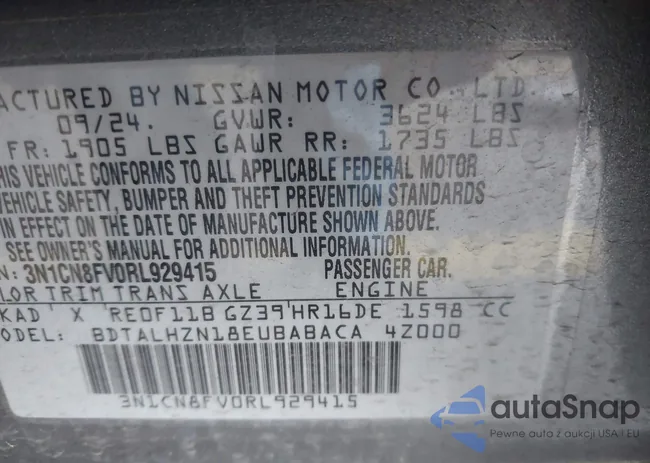 ACTURED BY NISSAN MOTOR CO., LTD.
09/24. GVWR: 3624 LBS
FR: 1905 LBS GAWR RR: 1735 LBS
HIS VEHICLE CONFORMS TO ALL APPLICABLE FEDERAL MOTOR
VEHICLE SAFETY, BUMPER AND THEFT PREVENTION STANDARDS
IN EFFECT ON THE DATE OF MANUFACTURE SHOWN ABOVE.
SEE OWNER'S MANUAL FOR ADDITIONAL INFORMATION
N: 3N1CN8FV0RL929415 PASSENGER CAR.
LOR TRIM TRANS AXLE ENGINE
KAD X RE0F11B GZ39 HR16DE 1598 CC
MODEL: BDTALHZN18EUBABACA 4Z000
3N1CN8FV0RL929415
autaSnap
Pewne auto z aukcji USA i EU